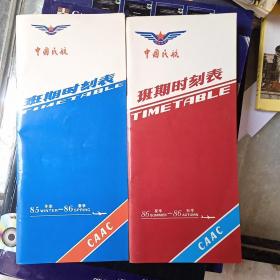 中国民航
班期时刻表
TIMETABLE
冬季 春季
85 WINTER—86 SPRING
CAAC
中国民航
班期时刻表
TIMETABLE
夏季 秋季
86 SUMMER—86 AUTUMN
CAAC